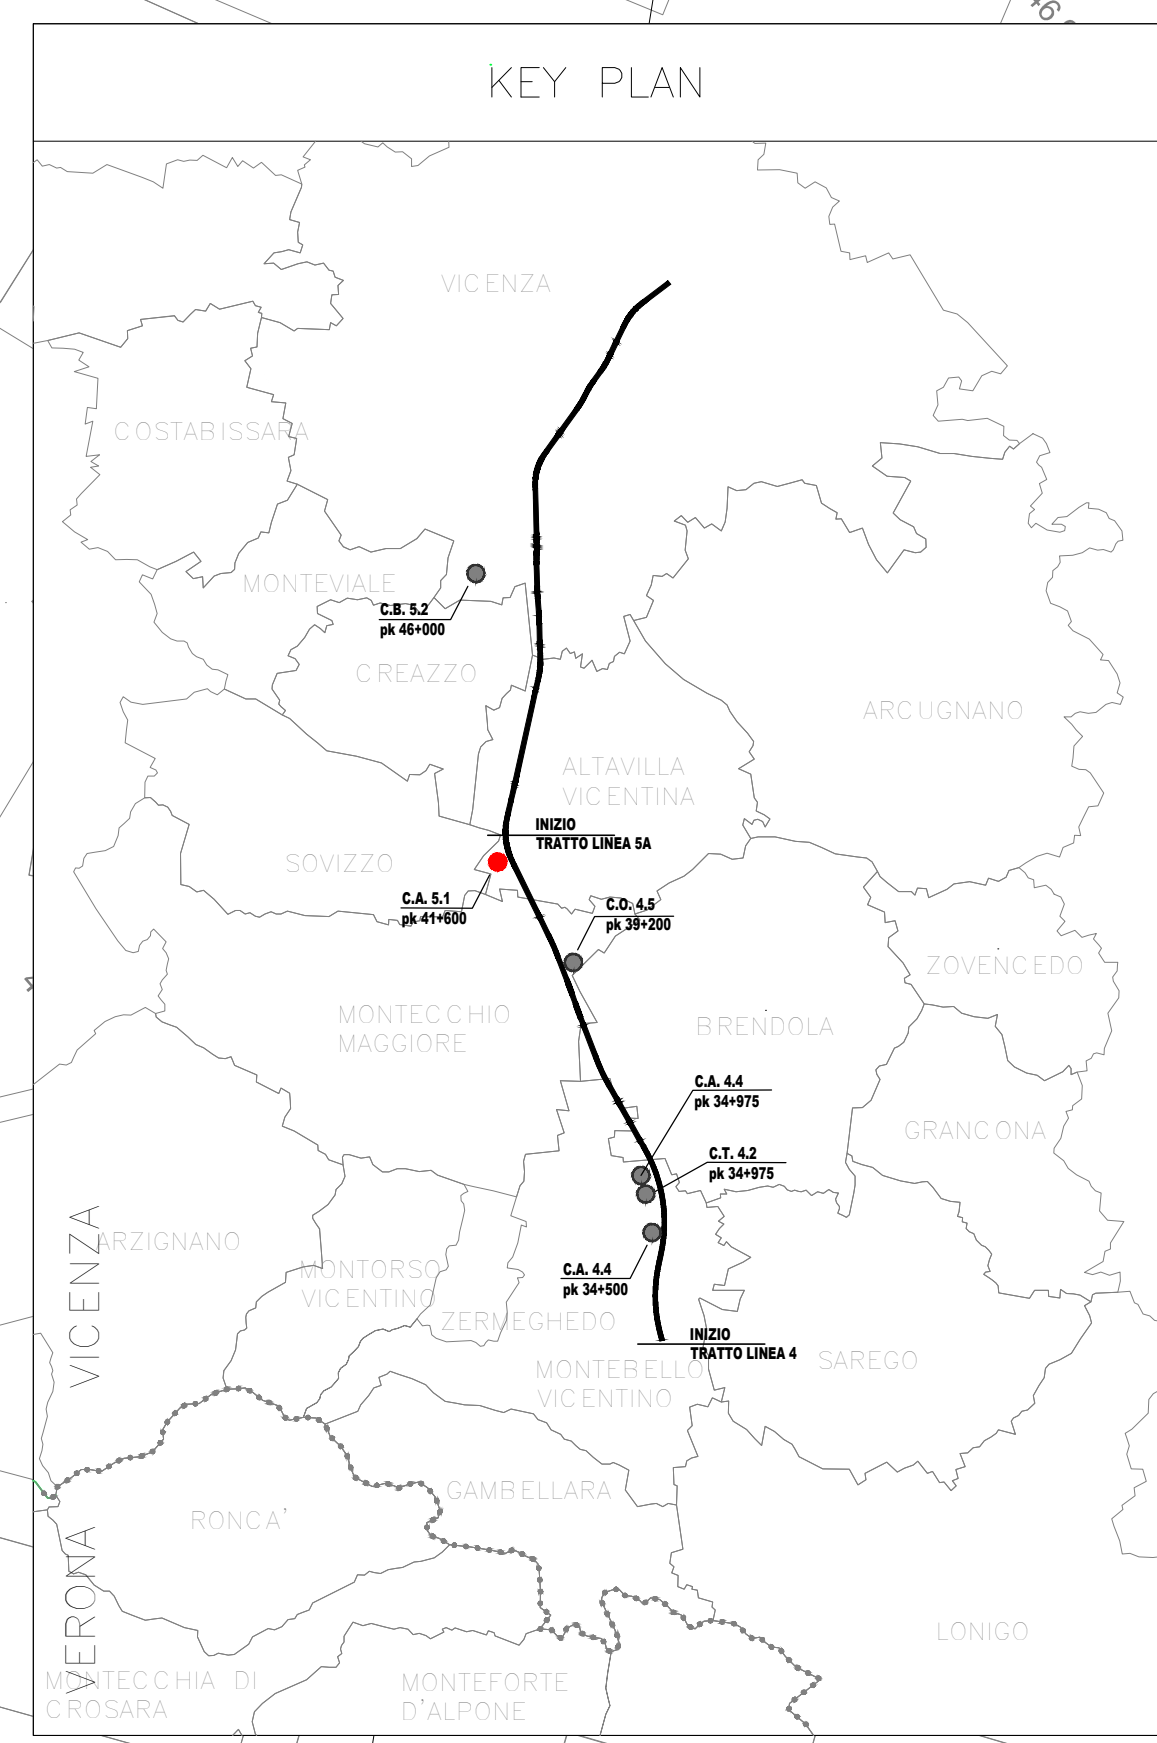 KEY PLAN
VICENZA
COSTABISSARA
MONTEVIALE
C.B. 5.2
pk 46+000
CREAZZO
ARCUGNANO
ALTAVILLA
VICENTINA
INIZIO
TRATTO LINEA 5A
SOVIZZO
C.A. 5.1
pk 41+600
C.O. 4.5
pk 39+200
ZOVENCEDO
MONTECCHIO
MAGGIORE
BRENDOLA
C.A. 4.4
pk 34+975
GRANCONA
C.T. 4.2
pk 34+975
VICENZA
ARZIGNANO
MONTORSO
VICENTINO
C.A. 4.4
pk 34+500
ZERMEGHEDO
INIZIO
TRATTO LINEA 4
SAREGO
MONTEBELLO
VICENTINO
GAMBELLARA
RONCA'
VERONA
LONIGO
MONTECCHIA DI
CROSARA
MONTEFORTE
D'ALPONE